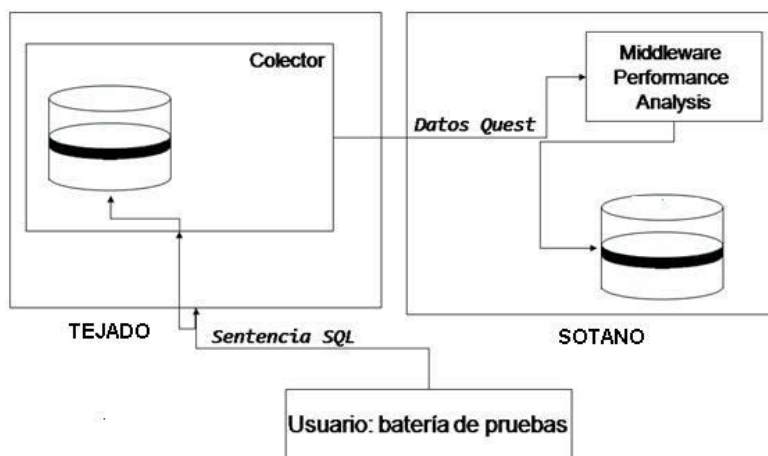 Colector
Middleware
Performance
Analysis
Datos Quest
TEJADO
Sentencia SQL
SOTANO
Usuario: batería de pruebas